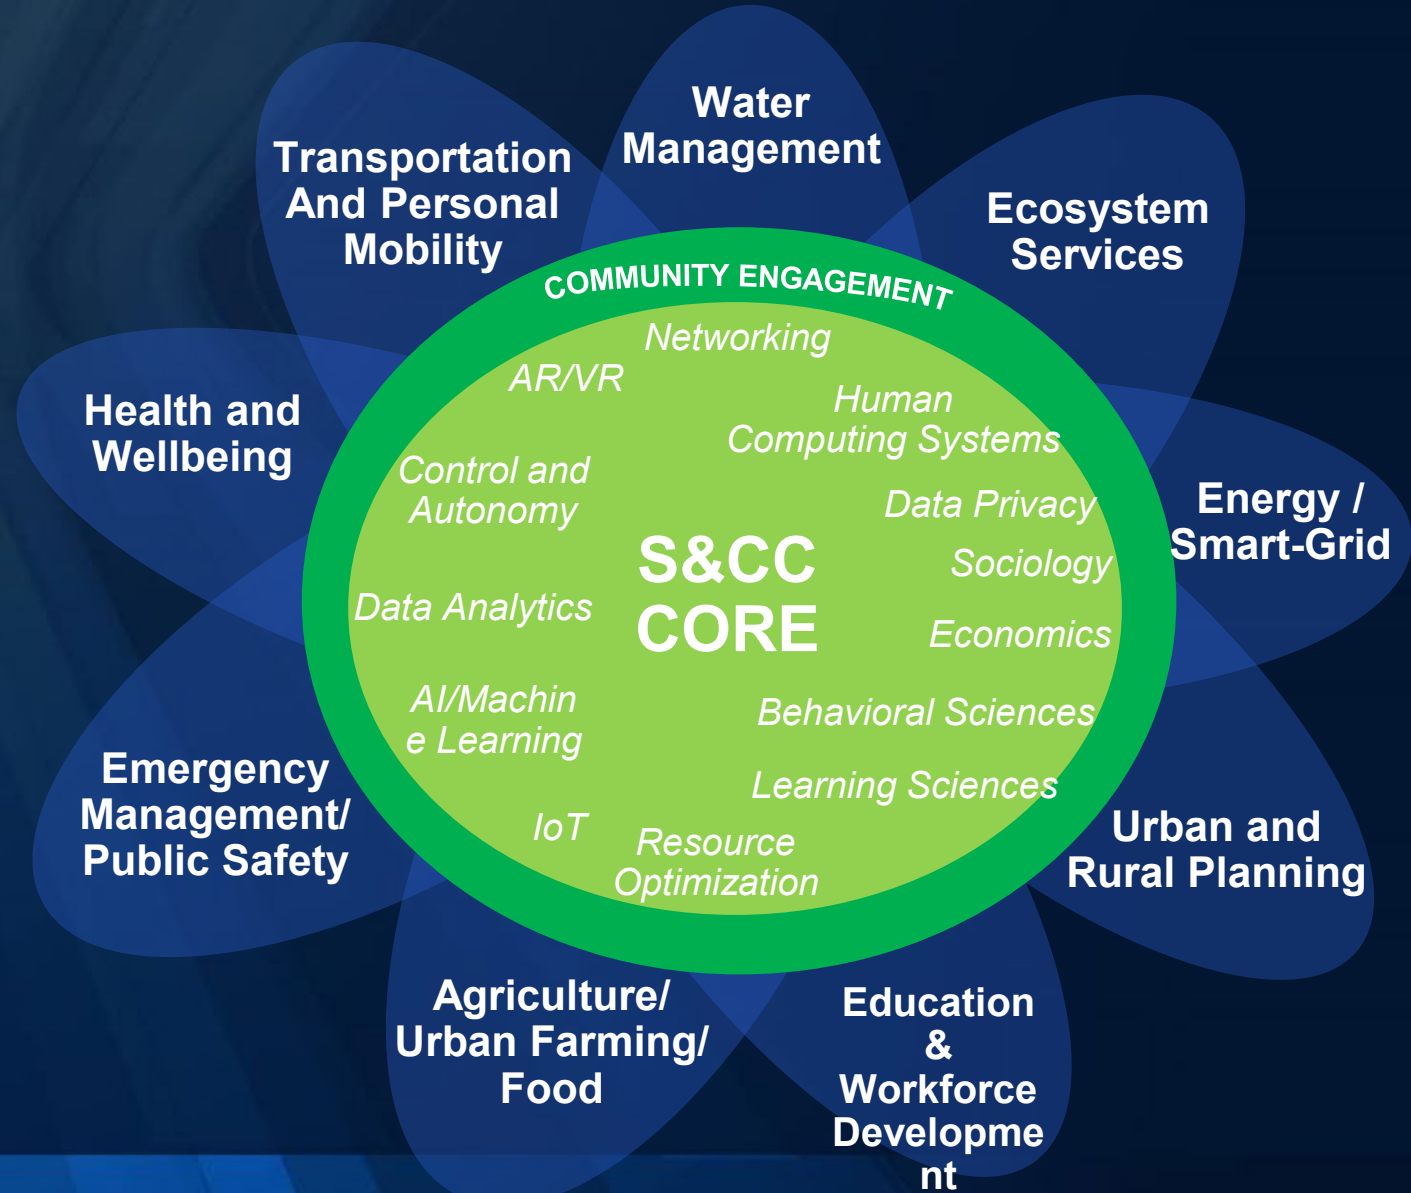 Water
Management
Transportation
And Personal
Mobility
Ecosystem
Services
COMMUNITY ENGAGEMENT
Networking
AR/VR
Human
Computing Systems
Health and
Wellbeing
Control and
Autonomy
Data Privacy
Energy /
Smart-Grid
S&CC
CORE
Sociology
Data Analytics
Economics
AI/Machin
e Learning
Behavioral Sciences
Learning Sciences
Emergency
Management/
Public Safety
IoT
Resource
Optimization
Urban and
Rural Planning
Agriculture/
Urban Farming/
Food
Education
&
Workforce
Developme
nt